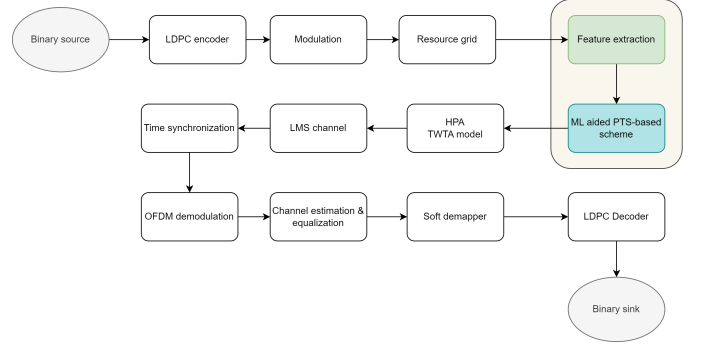 Binary source
LDPC encoder
Modulation
Resource grid
Feature extraction
Time synchronization
LMS channel
HPA
TWTA model
ML aided PTS-based
scheme
OFDM demodulation
Channel estimation &
equalization
Soft demapper
LDPC Decoder
Binary sink